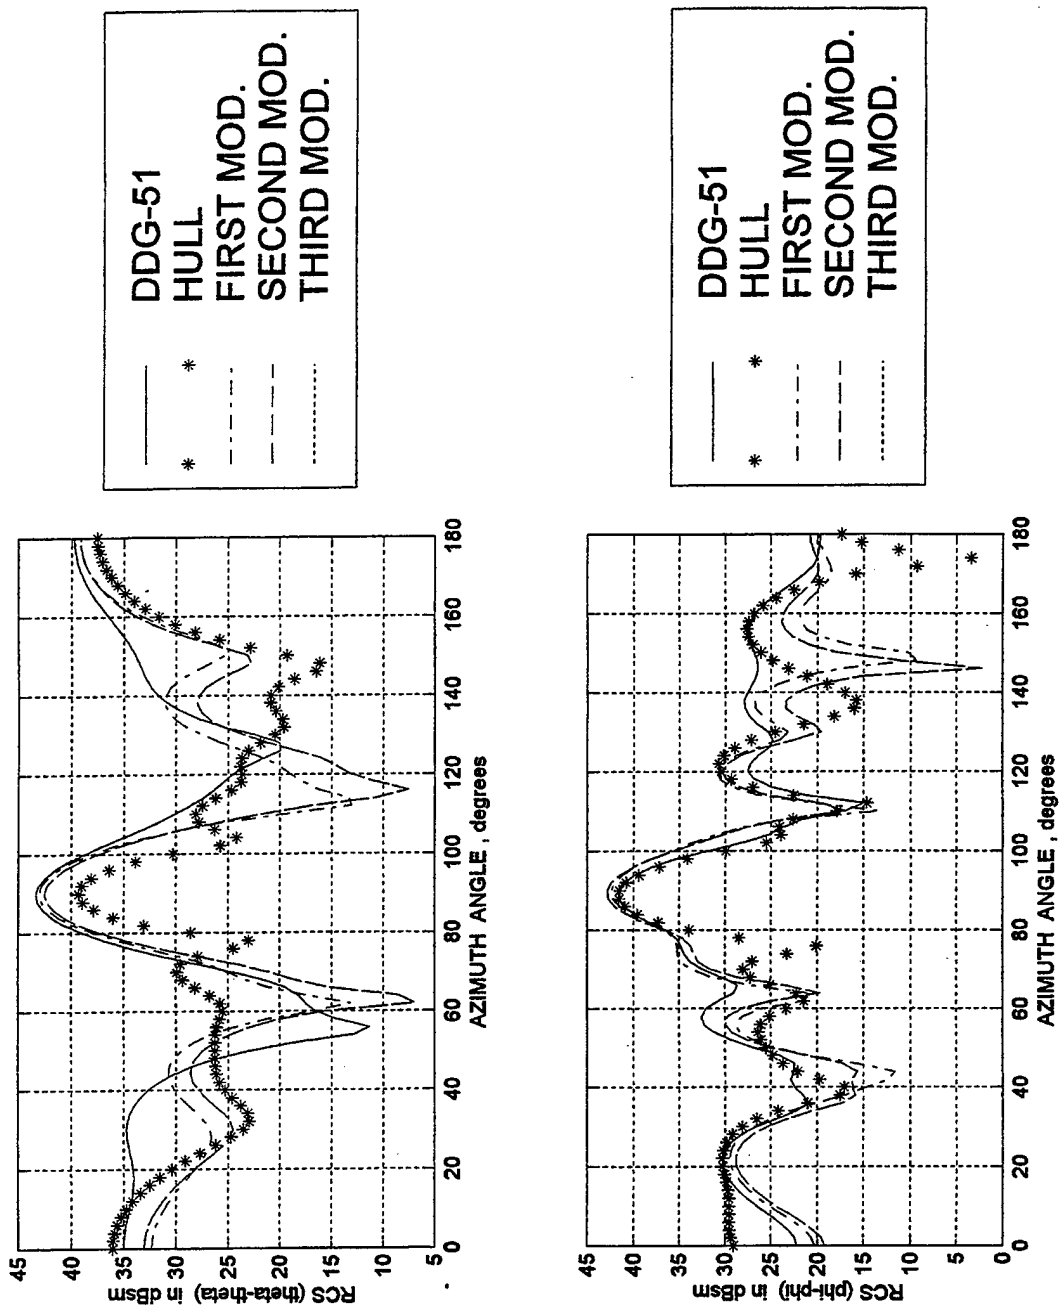 DDG-51
HULL
FIRST MOD.
SECOND MOD.
THIRD MOD.
45
40
35
30
25
20
15
10
5
RCS (theta-theta) in dBsm
0
20
40
60
80
100
120
140
160
180
AZIMUTH ANGLE , degrees
DDG-51
HULL
FIRST MOD.
SECOND MOD.
THIRD MOD.
45
40
35
30
25
20
15
10
5
0
RCS (phi-phi) in dBsm
0
20
40
60
80
100
120
140
160
180
AZIMUTH ANGLE , degrees